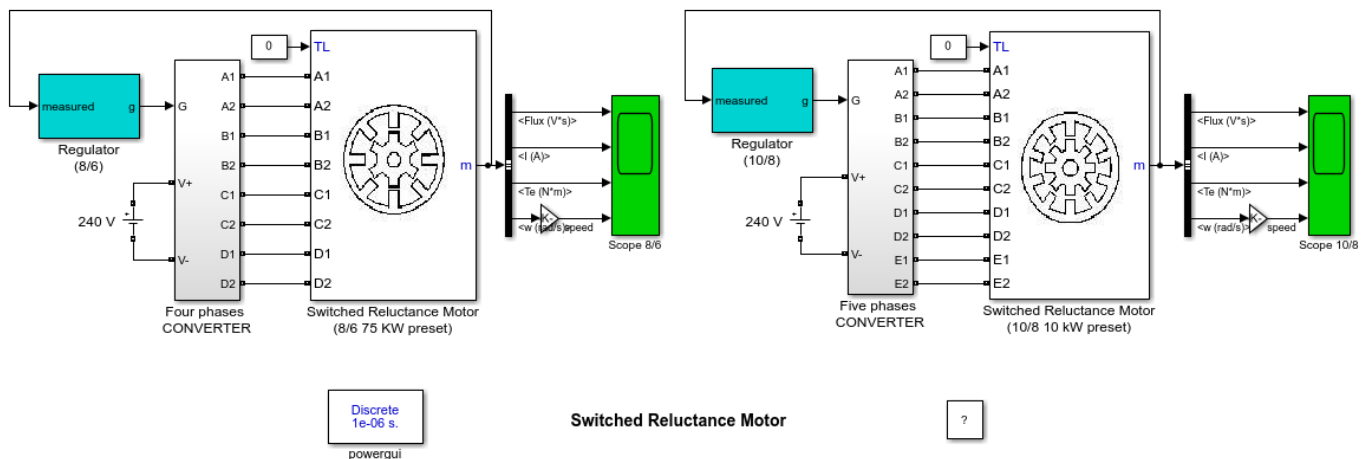 0
TL
measured
g
Regulator
(8/6)
G
V+
V-
240 V
A1
A2
B1
B2
C1
C2
D1
D2
Four phases
CONVERTER
A1
A2
B1
B2
C1
C2
D1
D2
m
Switched Reluctance Motor
(8/6 75 KW preset)
<Flux (V*s)>
<I (A)>
<Te (N*m)>
<w (rad/s)>
K-
speed
Scope 8/6
0
TL
measured
g
Regulator
(10/8)
G
V+
V-
240 V
A1
A2
B1
B2
C1
C2
D1
D2
E1
E2
Five phases
CONVERTER
A1
A2
B1
B2
C1
C2
D1
D2
E1
E2
m
Switched Reluctance Motor
(10/8 10 kW preset)
<Flux (V*s)>
<I (A)>
<Te (N*m)>
<w (rad/s)>
K-
speed
Scope 10/8
Discrete
1e-06 s.
powergui
Switched Reluctance Motor
?